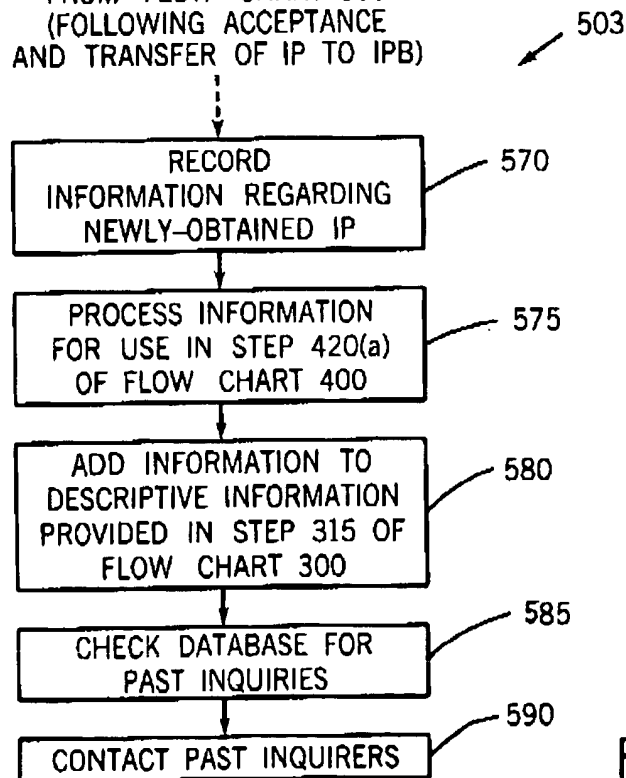 (FOLLOWING ACCEPTANCE
AND TRANSFER OF IP TO IPB)
503
RECORD
INFORMATION REGARDING
NEWLY-OBTAINED IP
570
PROCESS INFORMATION
FOR USE IN STEP 420(a)
OF FLOW CHART 400
575
ADD INFORMATION TO
DESCRIPTIVE INFORMATION
PROVIDED IN STEP 315 OF
FLOW CHART 300
580
CHECK DATABASE FOR
PAST INQUIRIES
585
CONTACT PAST INQUIRERS
590